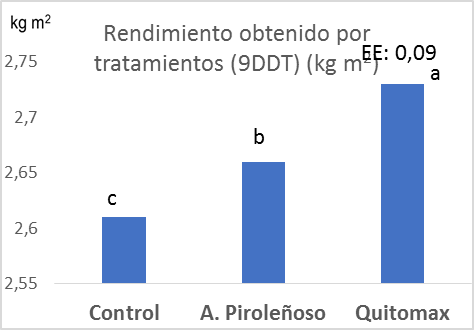 kg m²
Rendimiento obtenido por
tratamientos (9DDT) (kg m²)
EE: 0,09
2,75
a
2,7
b
2,65
c
2,6
2,55
Control A. Piroleñoso Quitomax